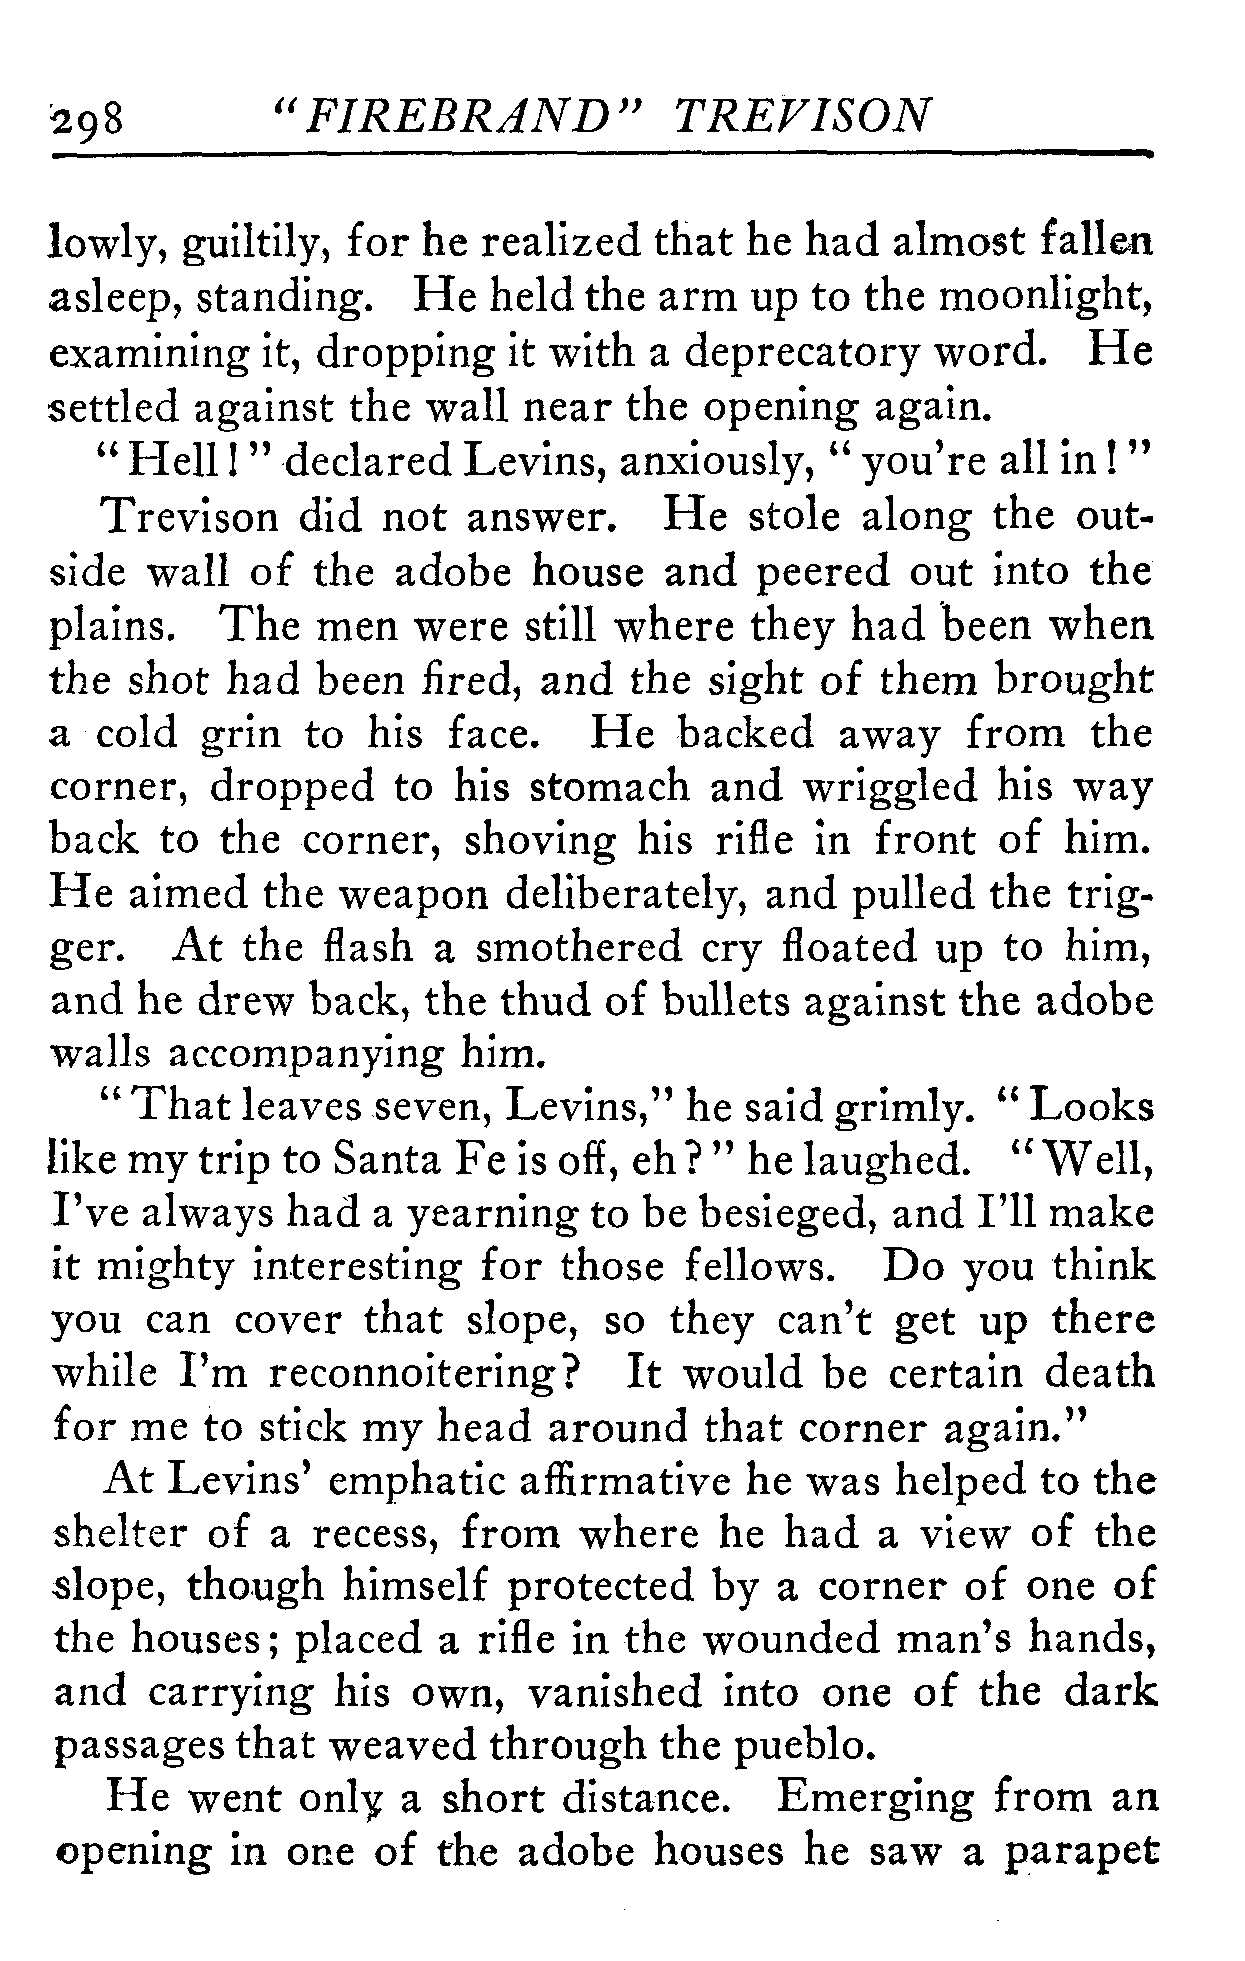 298 "FIREBRAND" TREVISON
lowly, guiltily, for he realized that he had almost fallen
asleep, standing. He held the arm up to the moonlight,
examining it, dropping it with a deprecatory word. He
settled against the wall near the opening again.
"Hell!" declared Levins, anxiously, "you're all in!"
Trevison did not answer. He stole along the out-
side wall of the adobe house and peered out into the
plains. The men were still where they had been when
the shot had been fired, and the sight of them brought
a cold grin to his face. He backed away from the
corner, dropped to his stomach and wriggled his way
back to the corner, shoving his rifle in front of him.
He aimed the weapon deliberately, and pulled the trig-
ger. At the flash a smothered cry floated up to him,
and he drew back, the thud of bullets against the adobe
walls accompanying him.
"That leaves seven, Levins," he said grimly. "Looks
like my trip to Santa Fe is off, eh?" he laughed. "Well,
I've always had a yearning to be besieged, and I'll make
it mighty interesting for those fellows. Do you think
you can cover that slope, so they can't get up there
while I'm reconnoitering? It would be certain death
for me to stick my head around that corner again."
At Levins' emphatic affirmative he was helped to the
shelter of a recess, from where he had a view of the
slope, though himself protected by a corner of one of
the houses; placed a rifle in the wounded man's hands,
and carrying his own, vanished into one of the dark
passages that weaved through the pueblo.
He went only a short distance. Emerging from an
opening in one of the adobe houses he saw a parapet